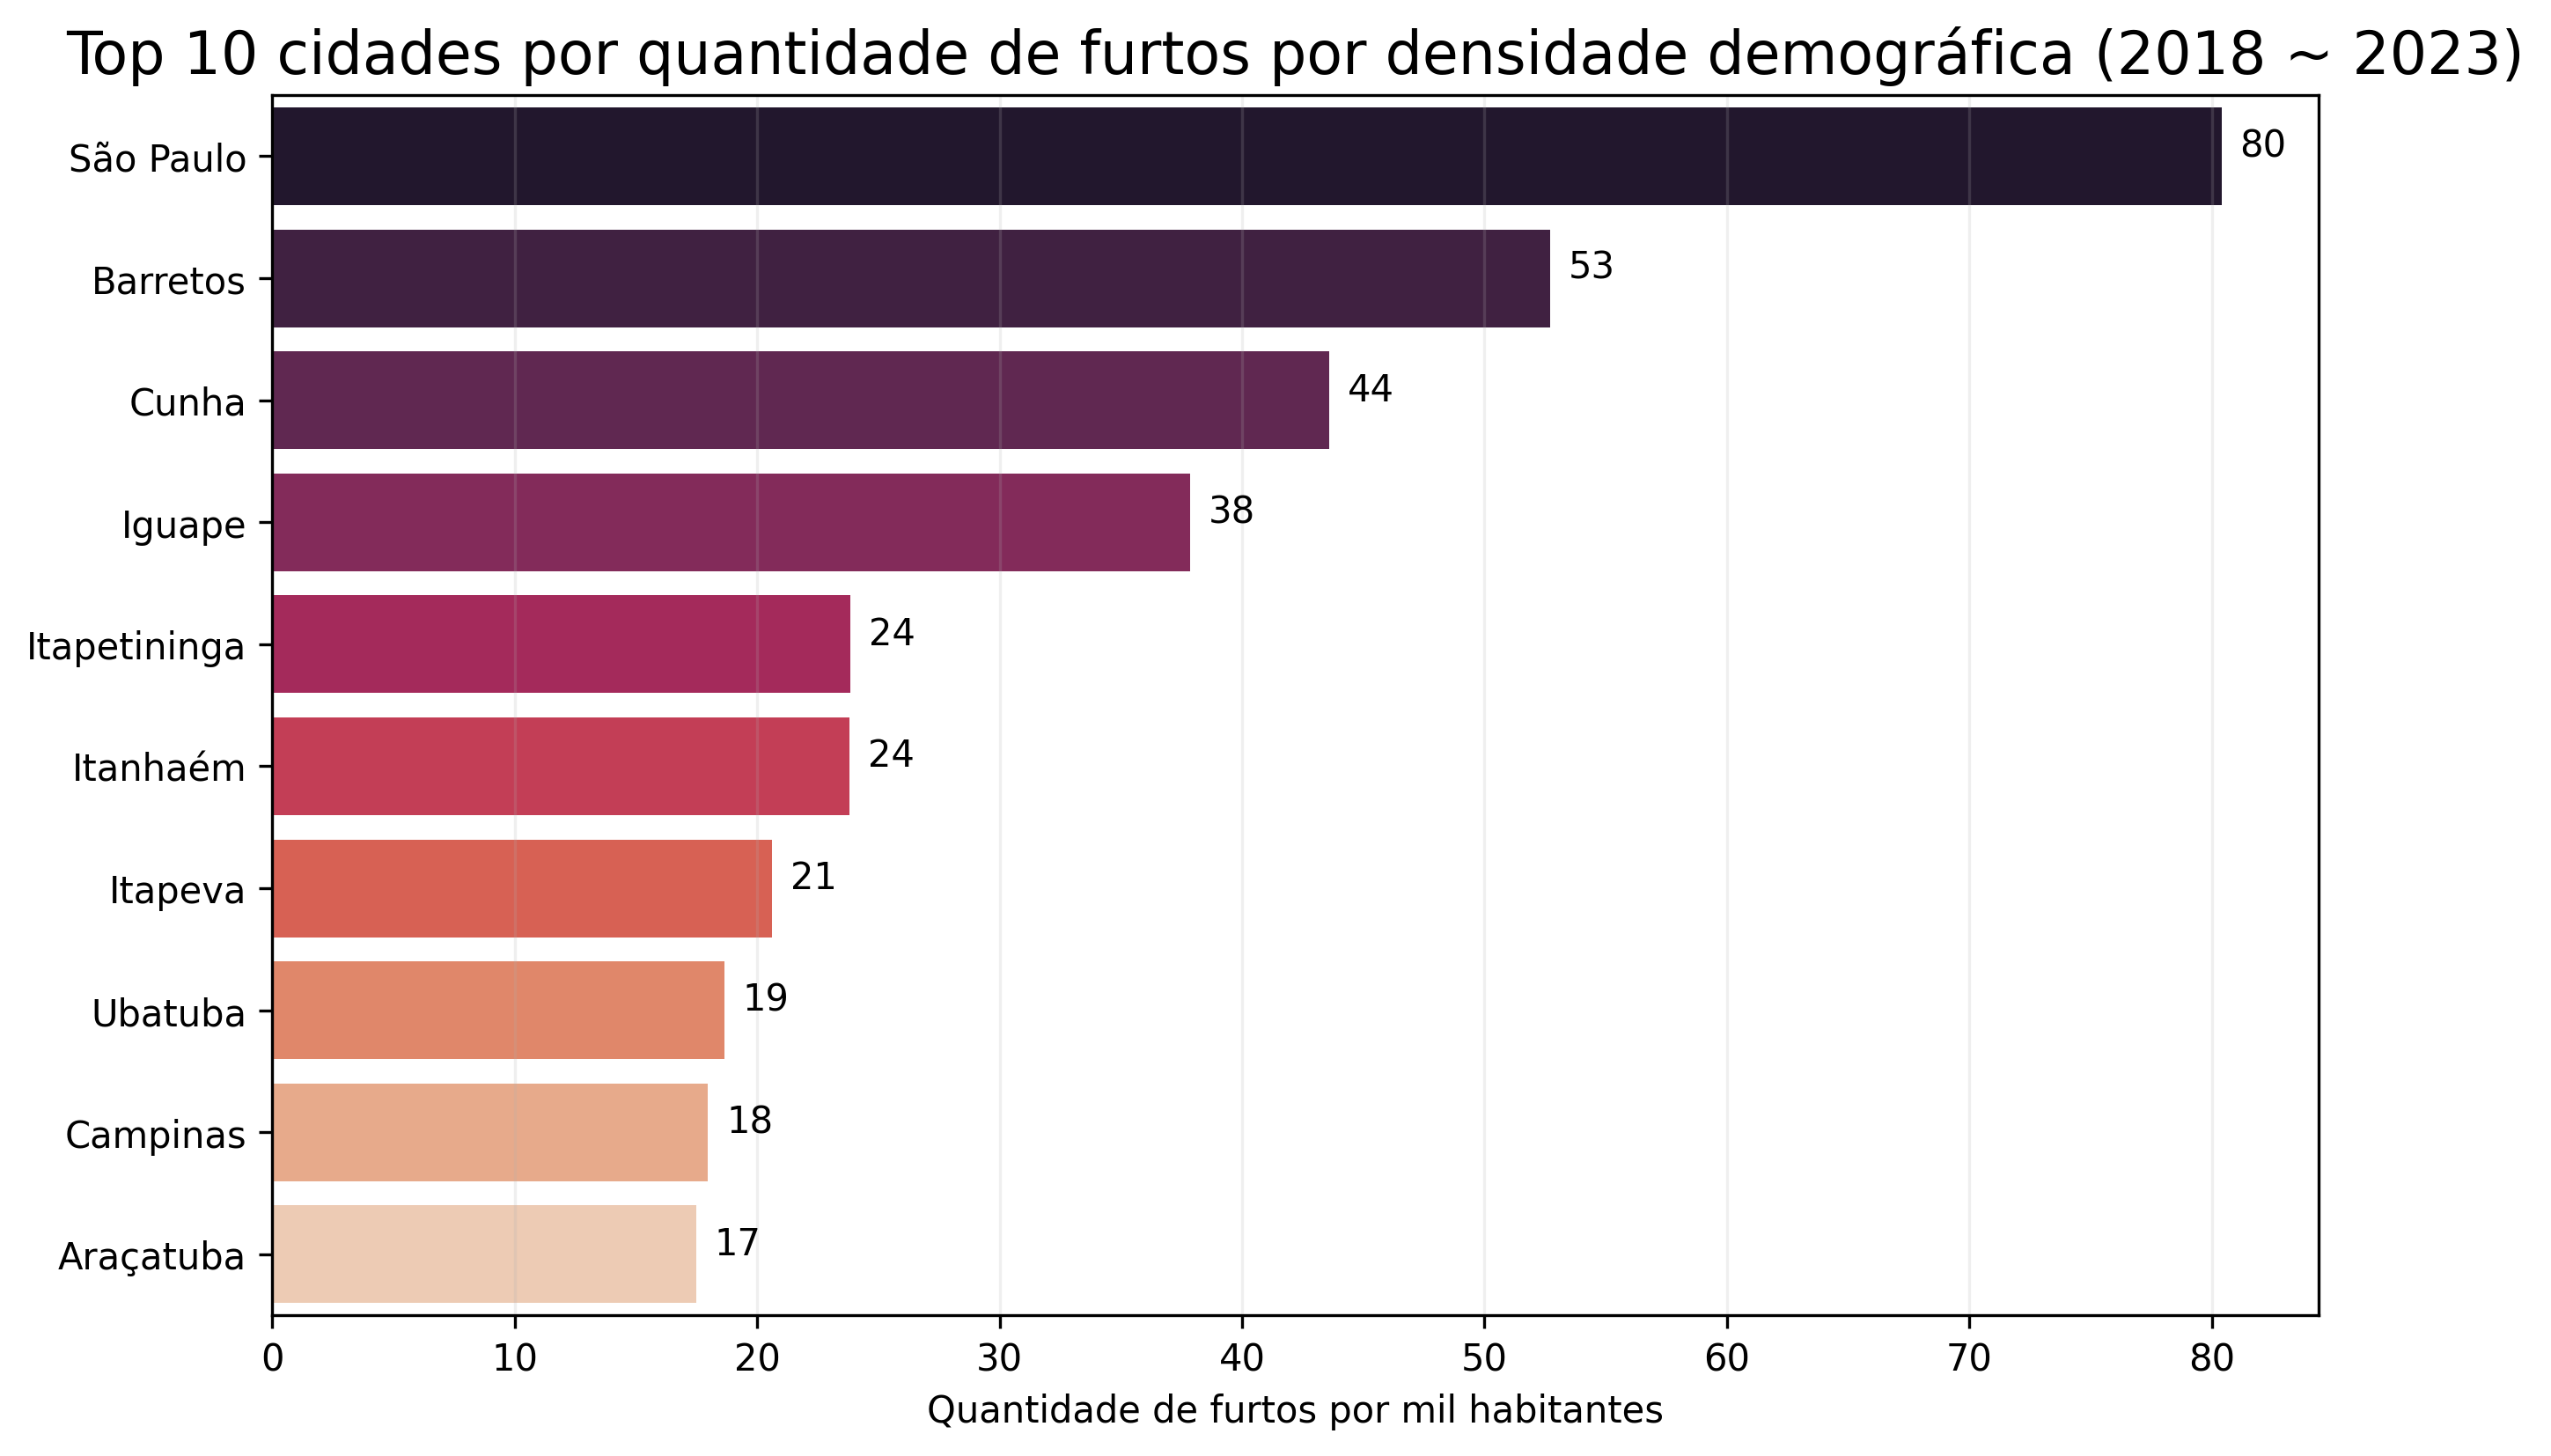 Top 10 cidades por quantidade de furtos por densidade demográfica (2018 ~ 2023)
São Paulo 80
Barretos 53
Cunha 44
Iguape 38
Itapetininga 24
Itanhaém 24
Itapeva 21
Ubatuba 19
Campinas 18
Araçatuba 17
0 10 20 30 40 50 60 70 80
Quantidade de furtos por mil habitantes